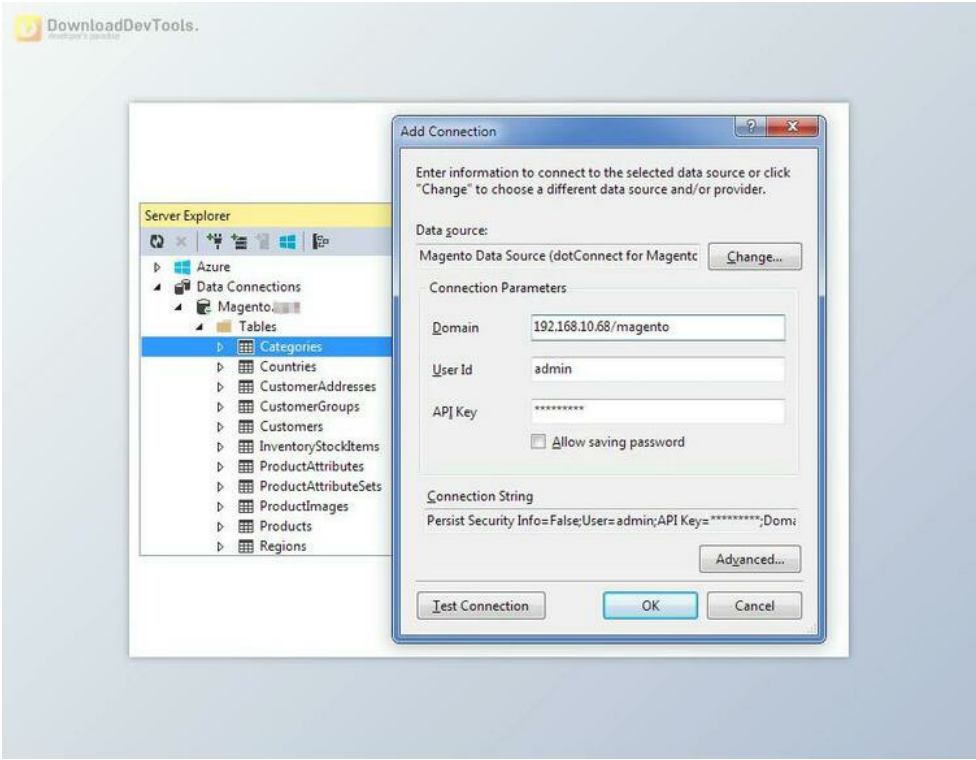 DownloadDevTools.
developer's paradise
Add Connection
?
Enter information to connect to the selected data source or click
"Change" to choose a different data source and/or provider.
Data source:
Magento Data Source (dotConnect for Magentc
Change...
Connection Parameters
Domain
192.168.10.68/magento
User Id
admin
API Key
*********
Allow saving password
Connection String
Persist Security Info=False;User=admin;API Key=*********;Doma
Advanced...
Test Connection
OK
Cancel
Server Explorer
Azure
Data Connections
Magento.
Tables
Categories
Countries
CustomerAddresses
CustomerGroups
Customers
InventoryStockItems
ProductAttributes
ProductAttributeSets
ProductImages
Products
Regions